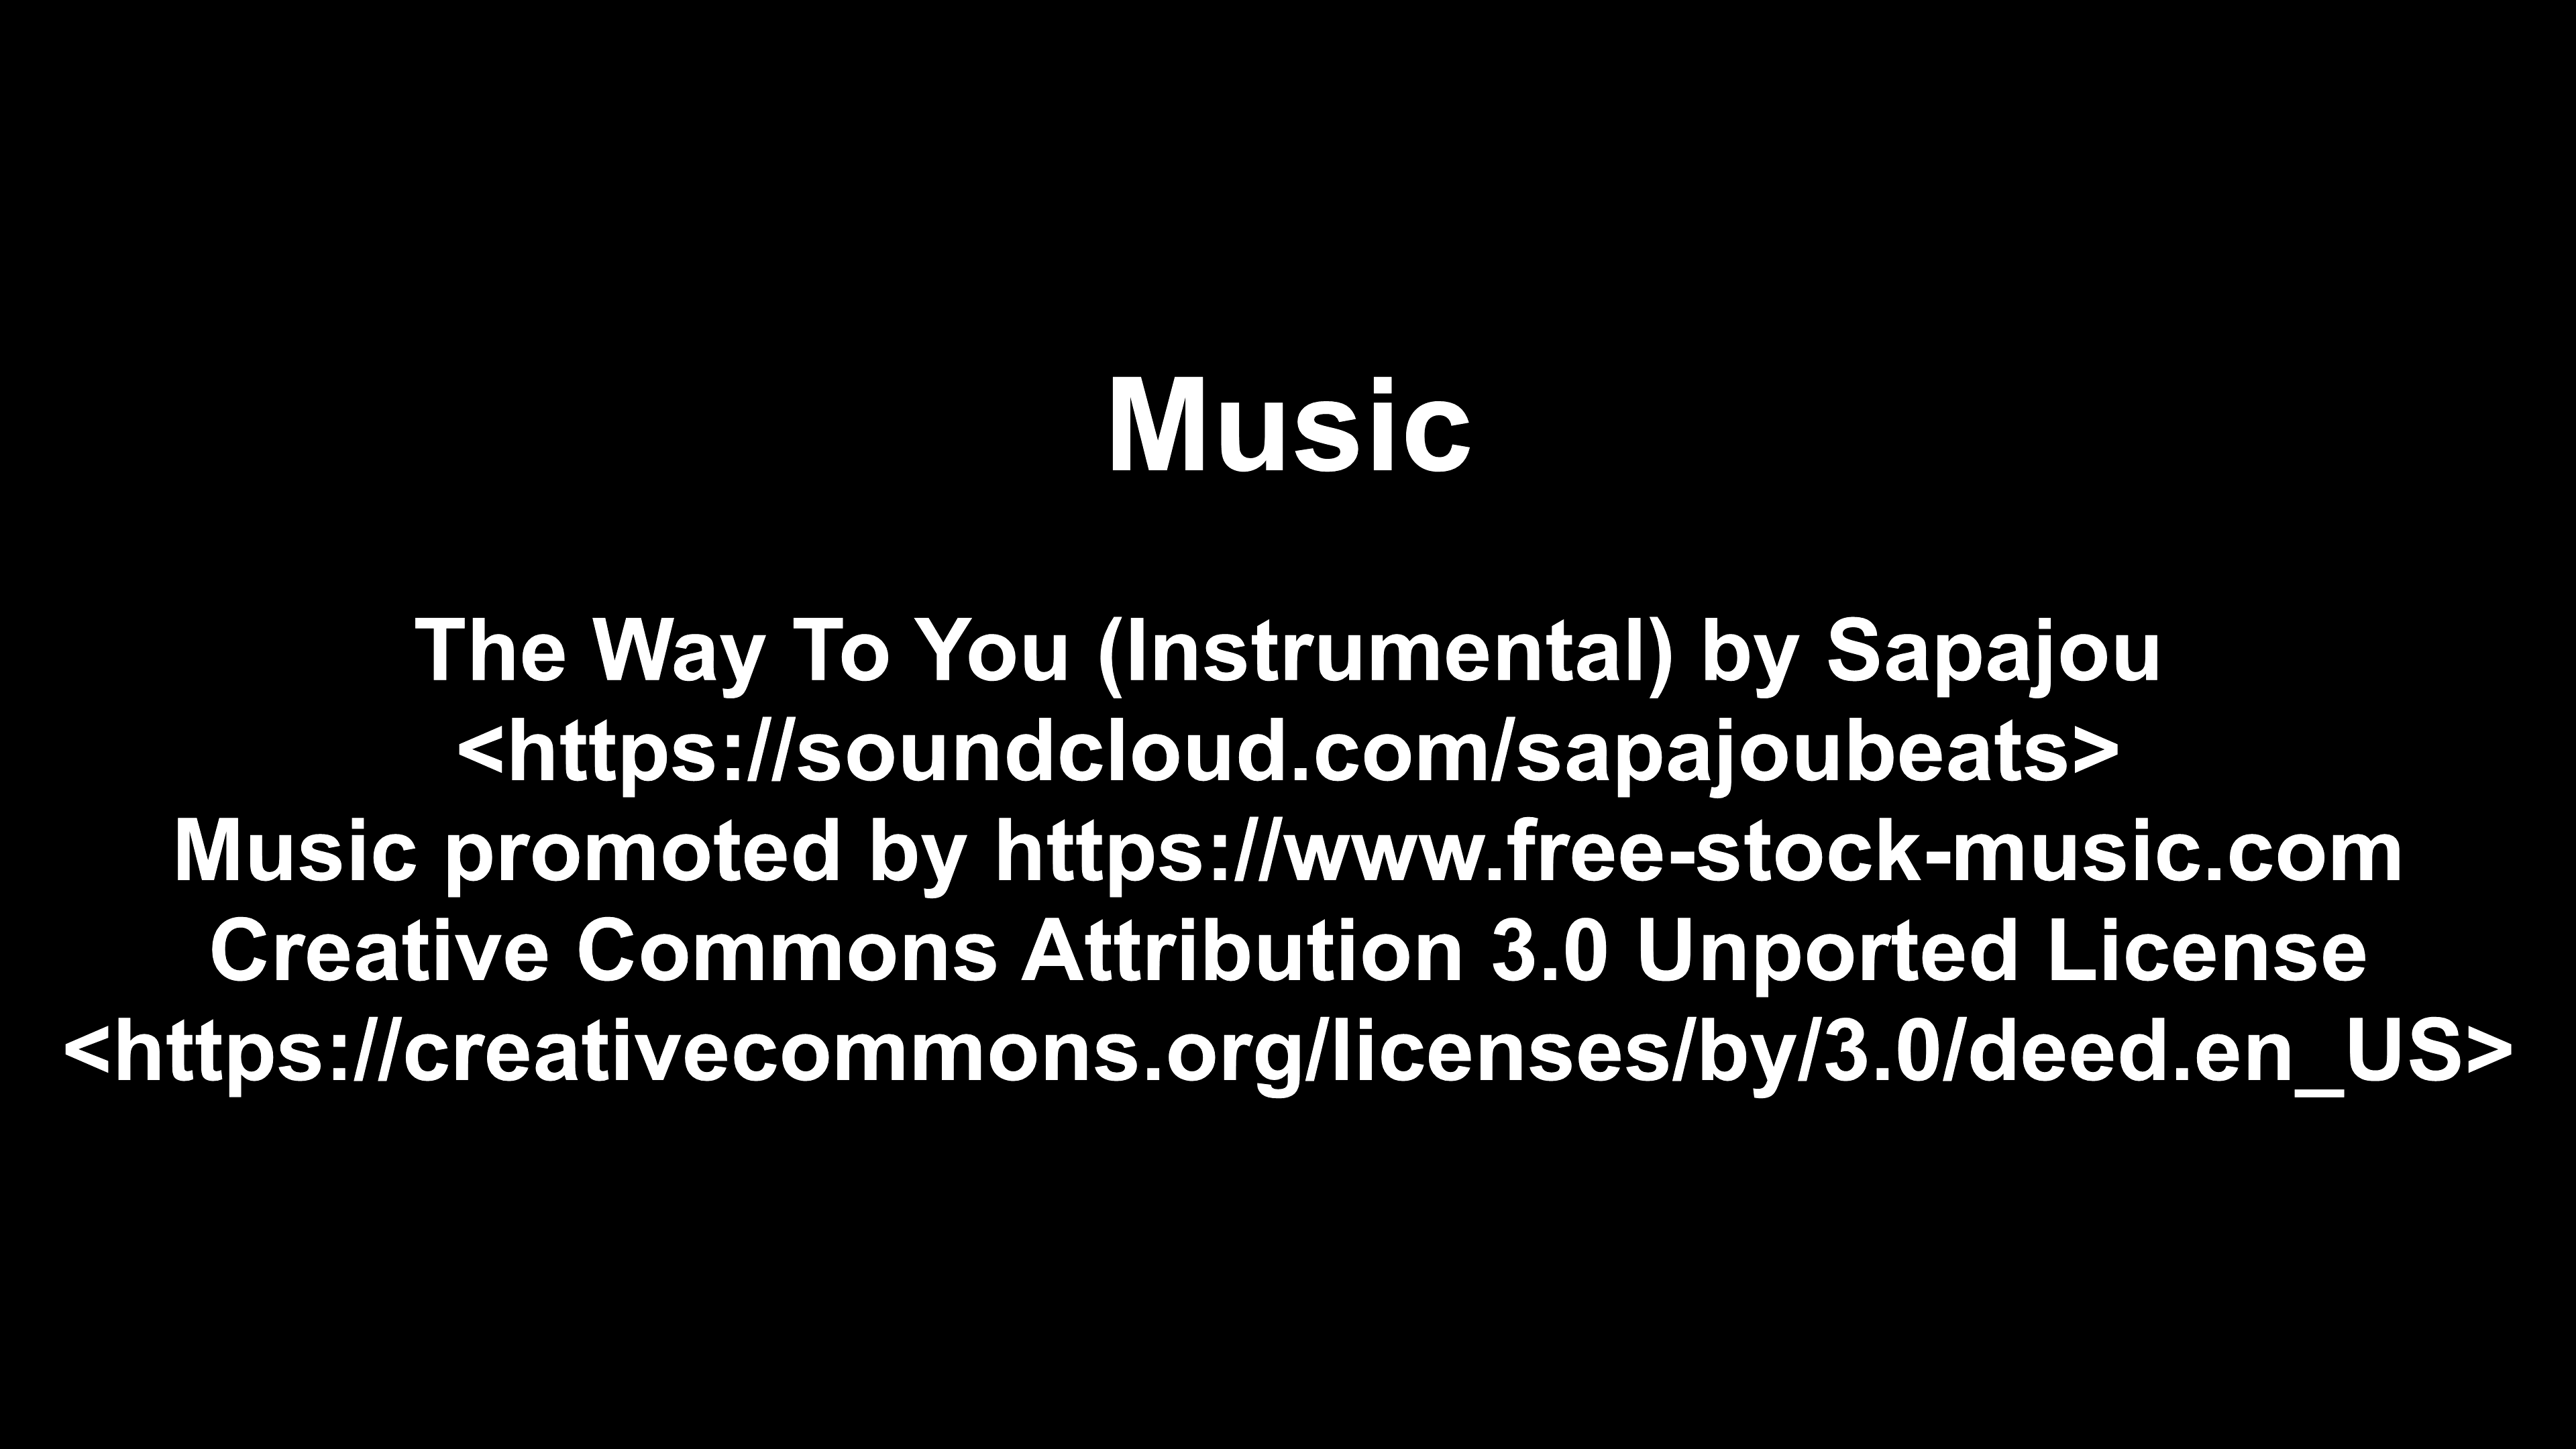 Music
The Way To You (Instrumental) by Sapajou
<https://soundcloud.com/sapajoubeats>
Music promoted by https://www.free-stock-music.com
Creative Commons Attribution 3.0 Unported License
<https://creativecommons.org/licenses/by/3.0/deed.en_US>